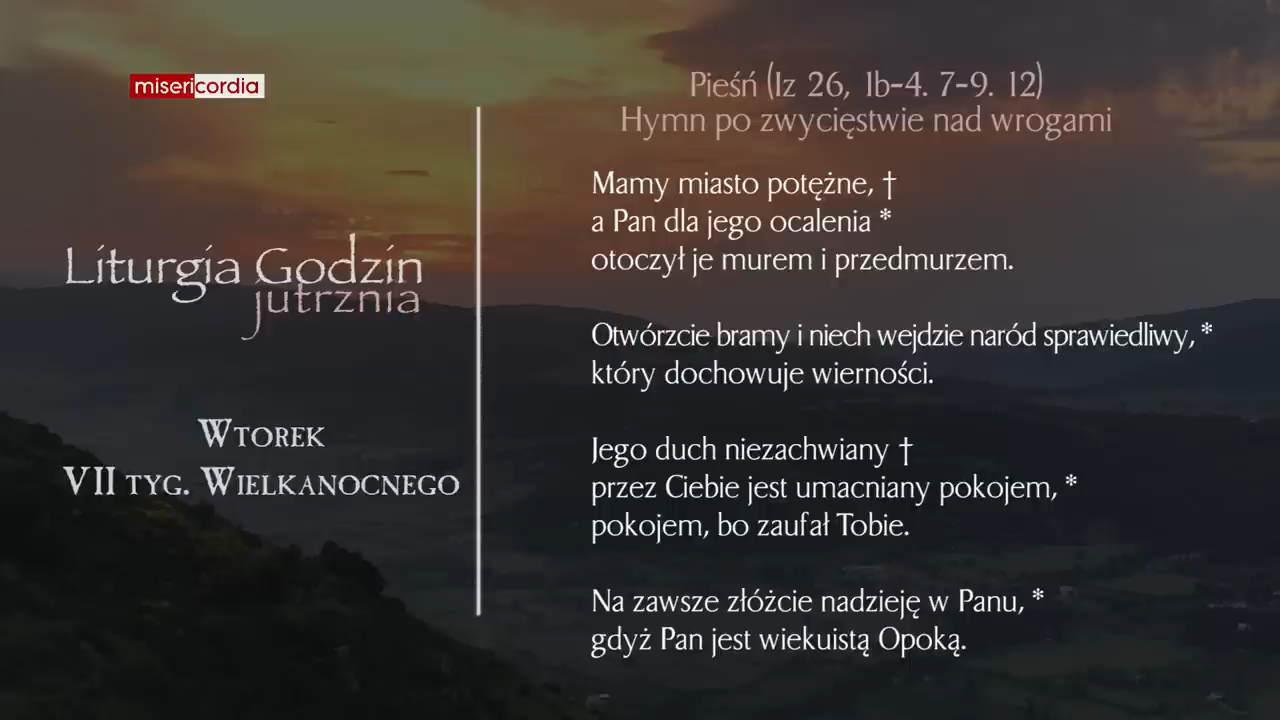 misericordia
Liturgia Godzin
jutrznia
Wtorek
VII tyg. Wielkanocnego
Pieśń (Iz 26, 1b-4. 7-9. 12)
Hymn po zwycięstwie nad wrogami
Mamy miasto potężne, †
a Pan dla jego ocalenia *
otoczył je murem i przedmurzem.
Otwórzcie bramy i niech wejdzie naród sprawiedliwy, *
który dochowuje wierności.
Jego duch niezachwiany †
przez Ciebie jest umacniany pokojem, *
pokojem, bo zaufał Tobie.
Na zawsze złóżcie nadzieję w Panu, *
gdyż Pan jest wiekuistą Opoką.